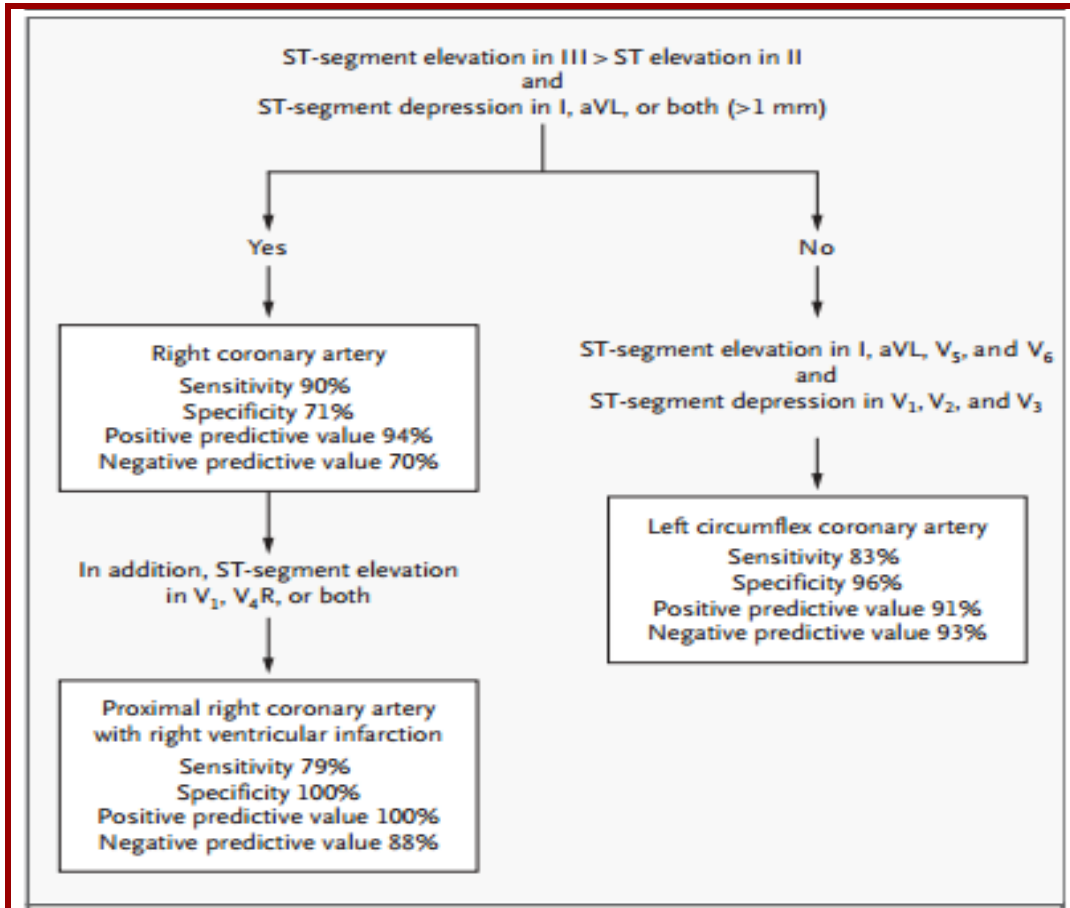 ST-segment elevation in III > ST elevation in II
and
ST-segment depression in I, aVL, or both (>1 mm)
Yes
No
Right coronary artery
Sensitivity 90%
Specificity 71%
Positive predictive value 94%
Negative predictive value 70%
In addition, ST-segment elevation
in V₁, V₄R, or both
Proximal right coronary artery
with right ventricular infarction
Sensitivity 79%
Specificity 100%
Positive predictive value 100%
Negative predictive value 88%
ST-segment elevation in I, aVL, V₅, and V₆
and
ST-segment depression in V₁, V₂, and V₃
Left circumflex coronary artery
Sensitivity 83%
Specificity 96%
Positive predictive value 91%
Negative predictive value 93%